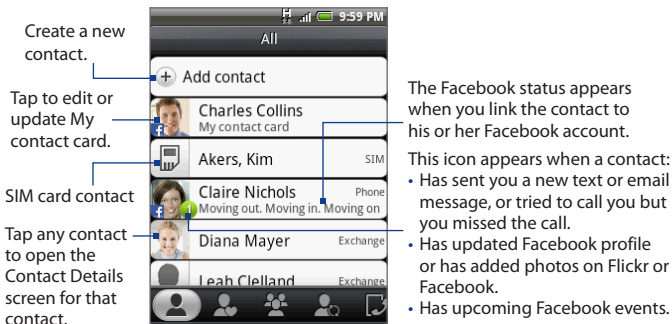 Create a new
contact.
Tap to edit or
update My
contact card.
SIM card contact
Tap any contact
to open the
Contact Details
screen for that
contact.
H 9:59 PM
All
Add contact
Charles Collins
My contact card
Akers, Kim SIM
Claire Nichols Phone
1 Moving out. Moving in. Moving on
Diana Mayer Exchange
Leah Clelland Exchange
The Facebook status appears
when you link the contact to
his or her Facebook account.
This icon appears when a contact:
• Has sent you a new text or email
message, or tried to call you but
you missed the call.
• Has updated Facebook profile
or has added photos on Flickr or
Facebook.
• Has upcoming Facebook events.